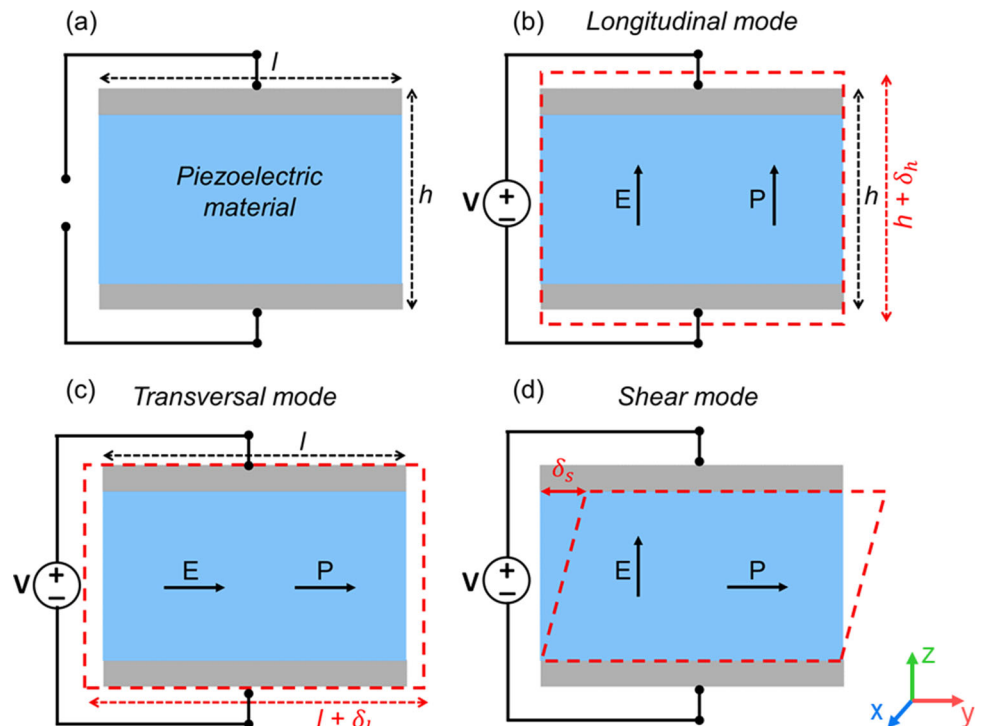 (a)
l
Piezoelectric
material
h
(b) Longitudinal mode
V
+
−
E
P
h
h + δₕ
(c) Transversal mode
l
V
+
−
E
P
l + δₗ
(d) Shear mode
δₛ
V
+
−
E
P
z
x
y